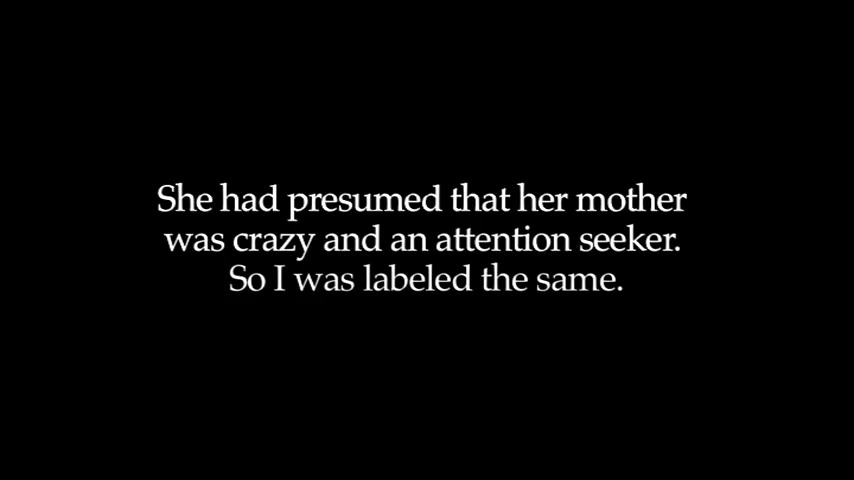 She had presumed that her mother
was crazy and an attention seeker.
So I was labeled the same.